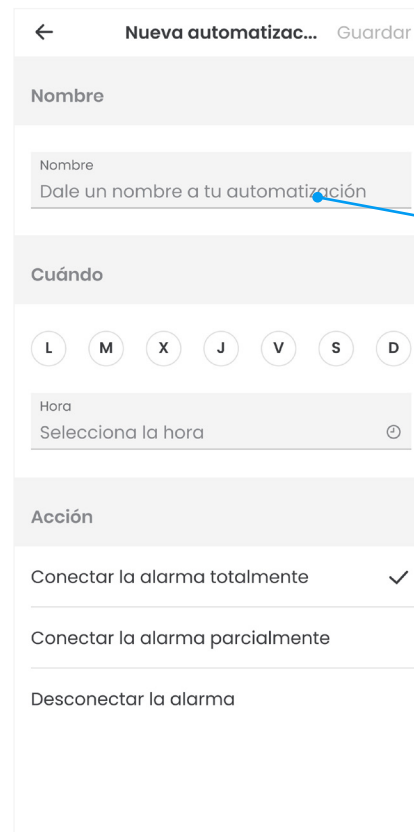 Nueva automatizac... Guardar
Nombre
Nombre
Dale un nombre a tu automatización
Cuándo
L M X J V S D
Hora
Selecciona la hora
Acción
Conectar la alarma totalmente
Conectar la alarma parcialmente
Desconectar la alarma